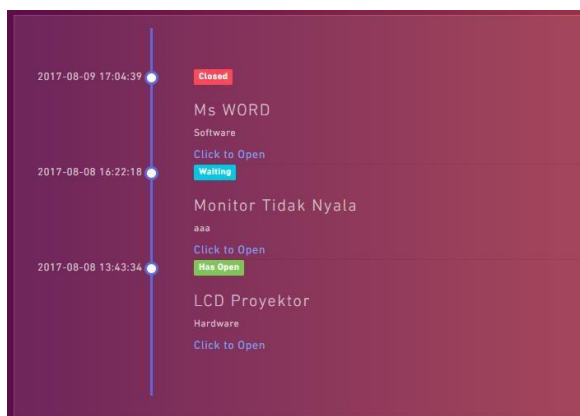 2017-08-09 17:04:39
Closed
Ms WORD
Software
Click to Open
2017-08-08 16:22:18
Waiting
Monitor Tidak Nyala
aaa
Click to Open
2017-08-08 13:43:34
Has Open
LCD Proyektor
Hardware
Click to Open